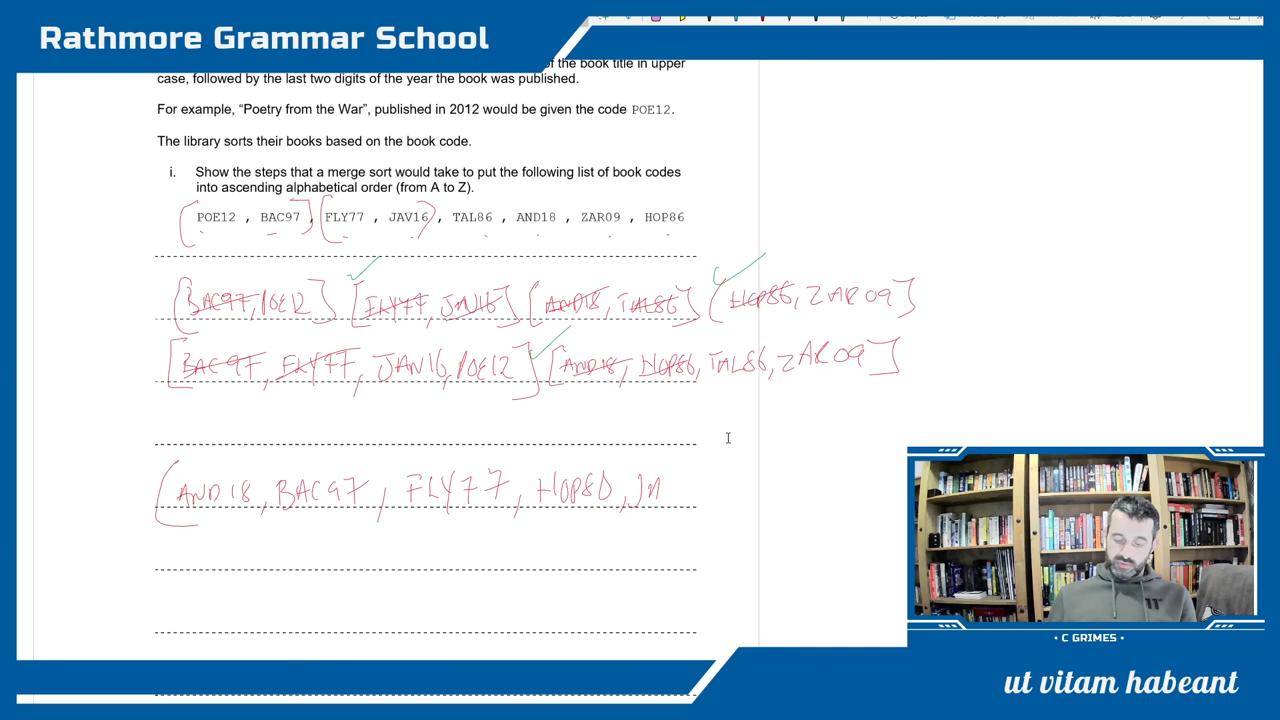 Rathmore Grammar School
of the book title in upper
case, followed by the last two digits of the year the book was published.
For example, “Poetry from the War”, published in 2012 would be given the code POE12.
The library sorts their books based on the book code.
i. Show the steps that a merge sort would take to put the following list of book codes
into ascending alphabetical order (from A to Z).
[POE12 , BAC97] , [FLY77 , JAV16] , TAL86 , AND18 , ZAR09 , HOP86
[BAC97, POE12] [FLY77, JAV16] [AND18, TAL86] [HOP86, ZAR09]
[BAC97, FLY77, JAN16, POE12] [AND18, HOP86, TAL86, ZAR09]
[AND18, BAC97, FLY77, HOP86, JA
• C GRIMES •
ut vitam habeant